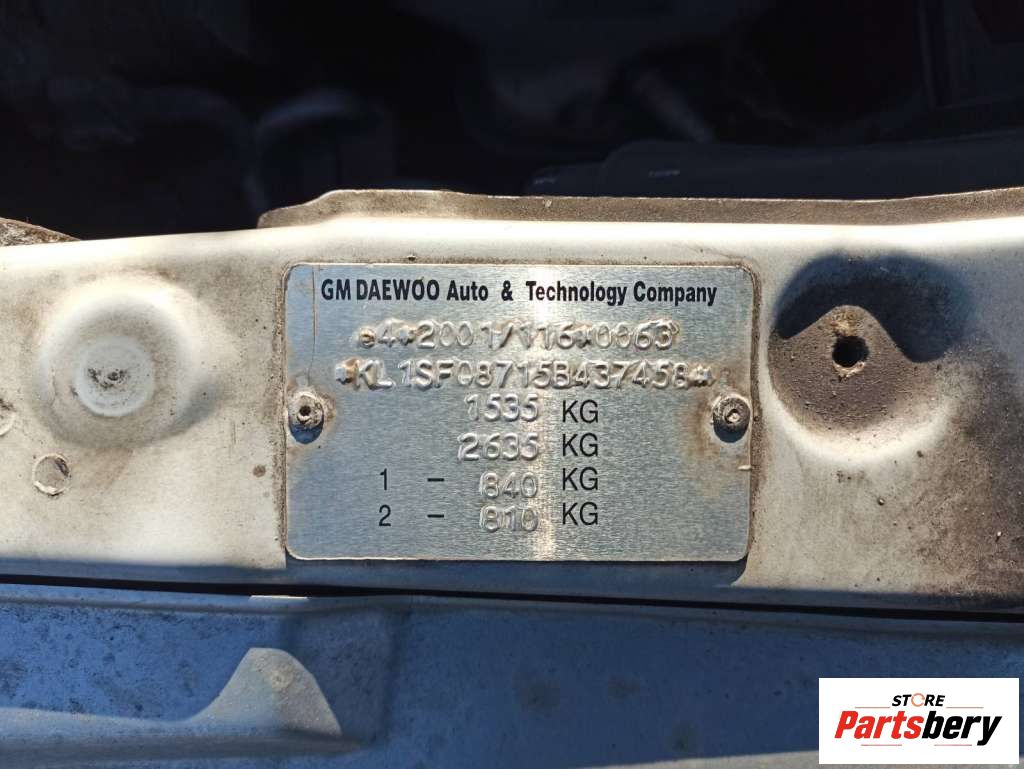 GM DAEWOO Auto & Technology Company
e4*2001/116*0063
*KL1SF08715B437458*
1535 KG
2635 KG
1 - 840 KG
2 - 810 KG
STORE
Partsbery